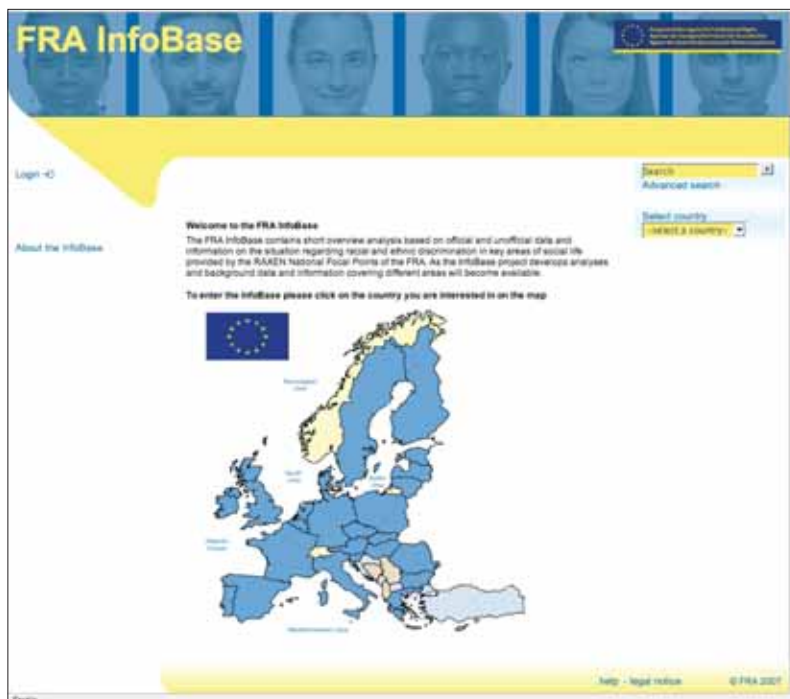 FRA InfoBase
Login
Search
Advanced search
Select country
-select a country-
About the InfoBase
Welcome to the FRA InfoBase
The FRA InfoBase contains short overview analysis based on official and unofficial data and
information on the situation regarding racial and ethnic discrimination in key areas of social life
provided by the RAXEN National Focal Points of the FRA. As the InfoBase project develops analyses
and background data and information covering different areas will become available.
To enter the InfoBase please click on the country you are interested in on the map
Norwegian
sea
North
sea
Baltic
sea
Atlantic
Ocean
Mediterranean sea
help - legal notice
© FRA 2007